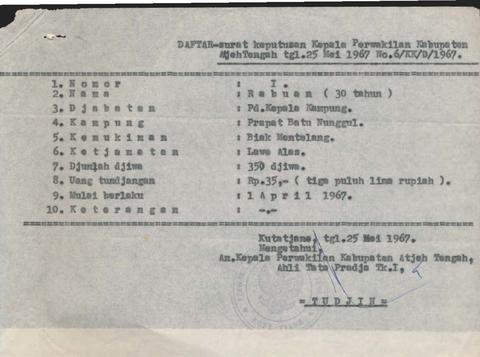 DAFTAR-surat keputusan Kepala Perwakilan Kabupaten
AtjehTengah tgl.25 Mei 1967 No.6/KK/D/1967.
1. N o m o r : I.
2. N a m a : R a b u a n ( 30 tahun )
3. D j a b a t a n : Pd.Kepala Kampung.
4. K a m p u n g : Prapat Batu Nunggul.
5. K e m u k i m a n : Biak Mentelang.
6. K e t j a m a t a n : Lawe Alas.
7. Djumlah djiwa : 350 djiwa.
8. Uang tundjangan : Rp.35,- ( tiga puluh lima rupiah ).
9. Mulai berlaku : 1 April 1967.
10. K e t e r a n g a n : -.-
Kutatjane, tgl.25 Mei 1967.
Mengetahui,
An.Kepala Perwakilan Kabupaten Atjeh Tengah,
Ahli Tata Pradja Tk.I,
= T U D J I H =